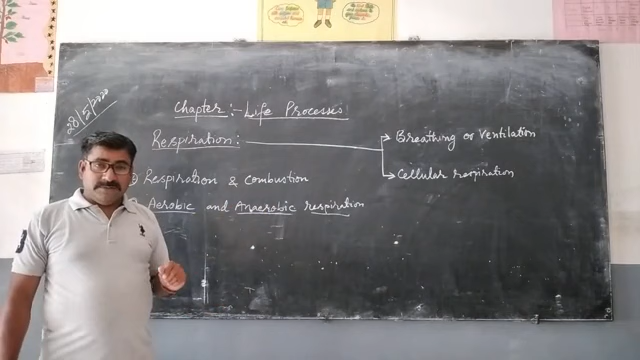 28/5/2020
Chapter:- Life Processes
Respiration:
Breathing or Ventilation
Cellular respiration
Respiration & Combustion
Aerobic and Anaerobic respiration